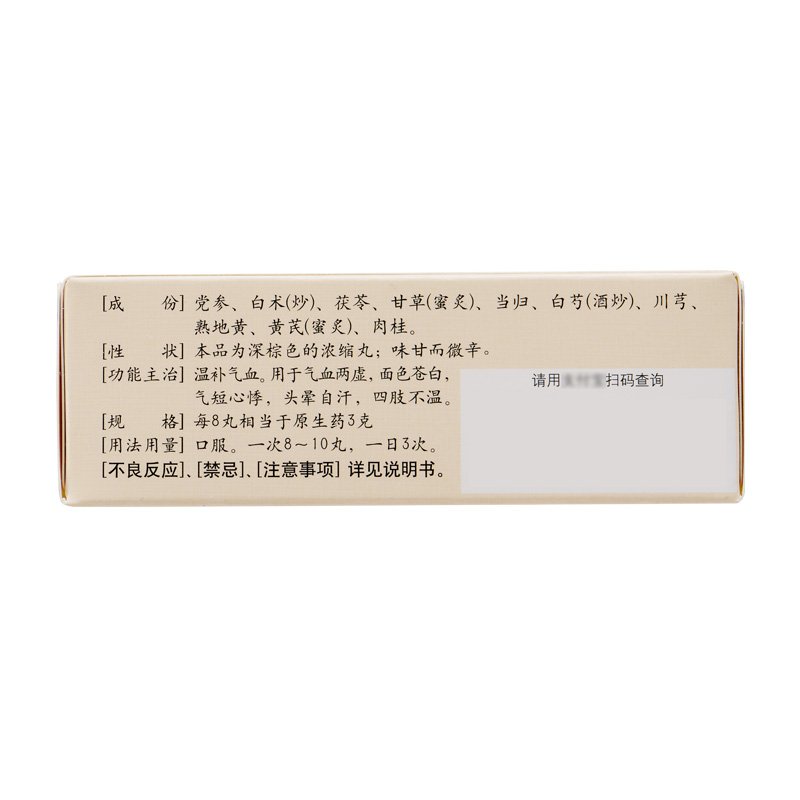 [成 份] 党参、白术(炒)、茯苓、甘草(蜜炙)、当归、白芍(酒炒)、川芎、
熟地黄、黄芪(蜜炙)、肉桂。
[性 状] 本品为深棕色的浓缩丸；味甘而微辛。
[功能主治] 温补气血。用于气血两虚，面色苍白，
气短心悸，头晕自汗，四肢不温。
[规 格] 每8丸相当于原生药3克
[用法用量] 口服。一次8～10丸，一日3次。
[不良反应]、[禁忌]、[注意事项] 详见说明书。
请用 扫码查询